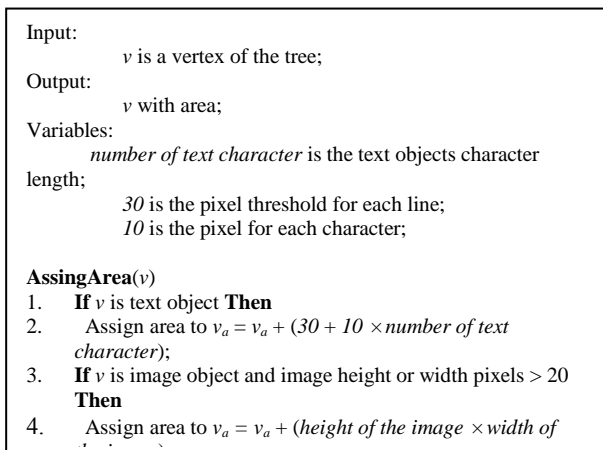 Input:
v is a vertex of the tree;
Output:
v with area;
Variables:
number of text character is the text objects character
length;
30 is the pixel threshold for each line;
10 is the pixel for each character;
AssingArea(v)
1. If v is text object Then
2. Assign area to vₐ = vₐ + (30 + 10 × number of text
character);
3. If v is image object and image height or width pixels > 20
Then
4. Assign area to vₐ = vₐ + (height of the image × width of